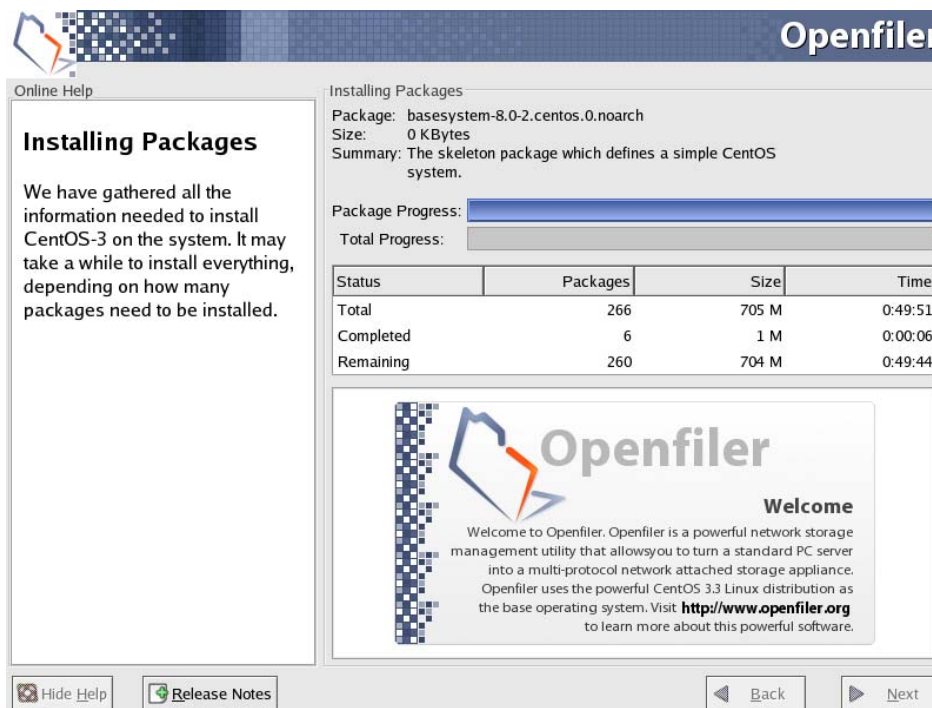 Openfiler
Online Help
Installing Packages
We have gathered all the
information needed to install
CentOS-3 on the system. It may
take a while to install everything,
depending on how many
packages need to be installed.
Installing Packages
Package: basesystem-8.0-2.centos.0.noarch
Size: 0 KBytes
Summary: The skeleton package which defines a simple CentOS
system.
Package Progress:
Total Progress:
Status Packages Size Time
Total 266 705 M 0:49:51
Completed 6 1 M 0:00:06
Remaining 260 704 M 0:49:44
Openfiler
Welcome
Welcome to Openfiler. Openfiler is a powerful network storage
management utility that allowsyou to turn a standard PC server
into a multi-protocol network attached storage appliance.
Openfiler uses the powerful CentOS 3.3 Linux distribution as
the base operating system. Visit http://www.openfiler.org
to learn more about this powerful software.
Hide Help
Release Notes
Back
Next